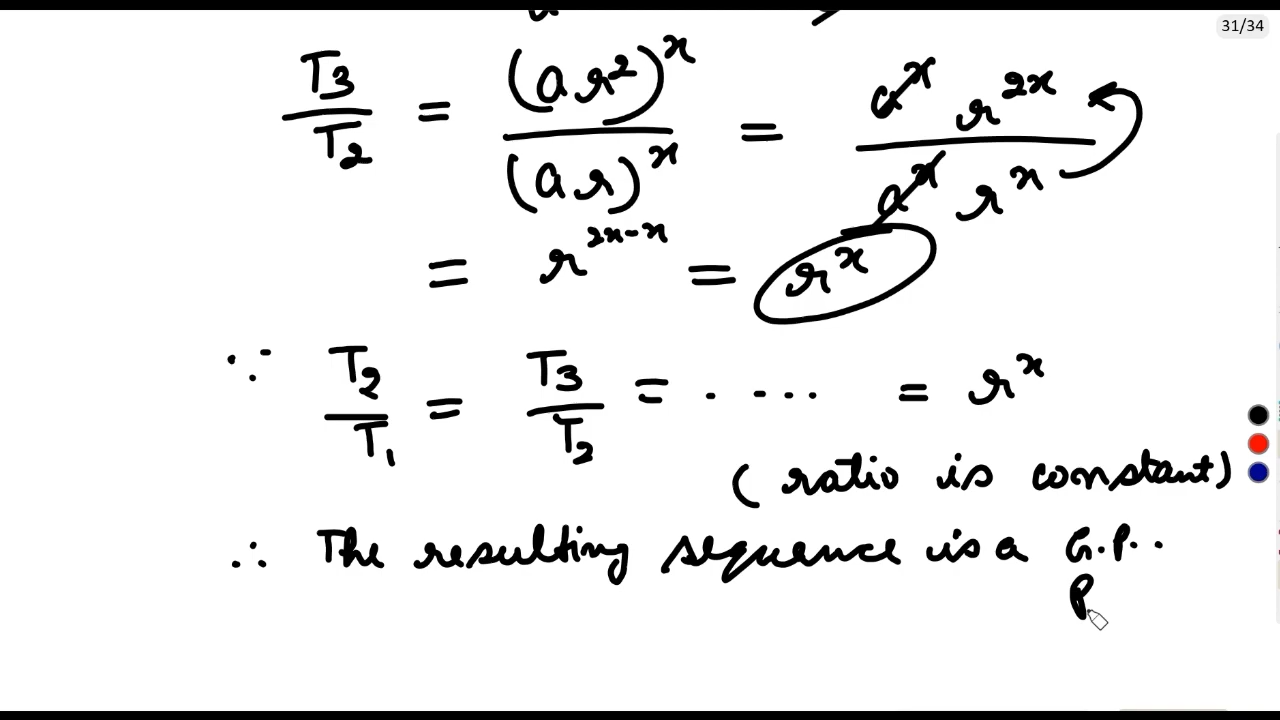 31/34
T3/T2 = (ar²)^x/(ar)^x = a^x r^2x/a^x r^x
= r^2x-x = r^x
∵ T2/T1 = T3/T2 = ..... = r^x
(ratio is constant)
∴ The resulting sequence is a G.P..
P